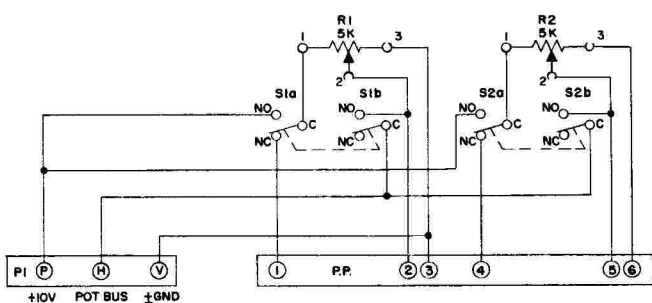 R1
5K
1
3
2
S1a
S1b
NO
NO
C
C
NC
NC
R2
5K
1
3
2
S2a
S2b
NO
NO
C
C
NC
NC
P1 P H V
+10V POT BUS ±GND
1 P.P. 2 3 4 5 6